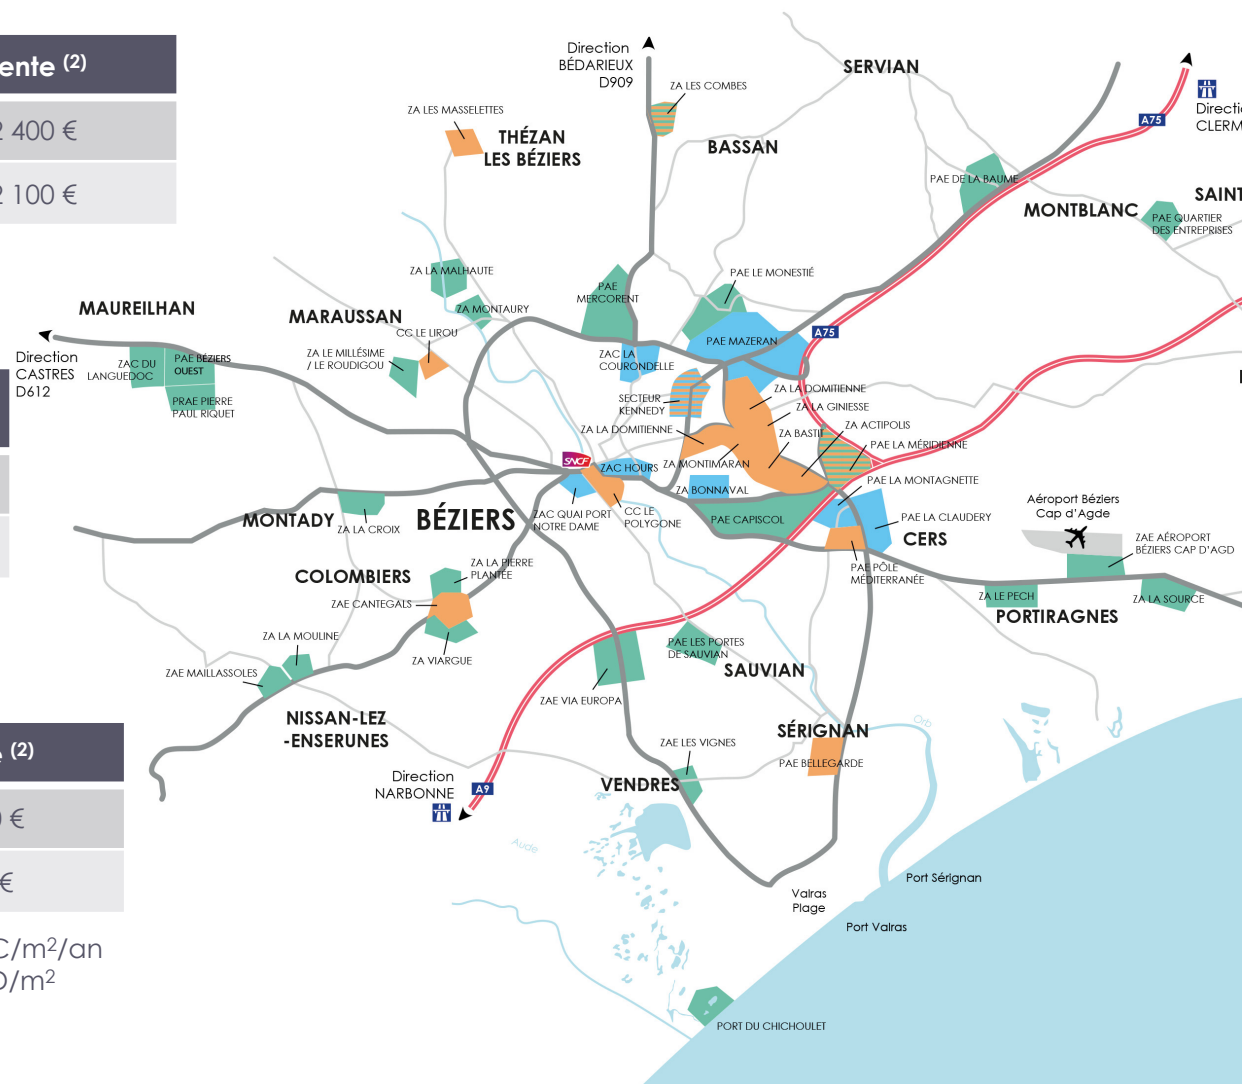 ente (2)
2 400 €
2 100 €
e (2)
0 €
€
C/m²/an
D/m²
Direction
BÉDARIEUX
D909
SERVIAN
ZA LES COMBES
ZA LES MASSELETTES
THÉZAN
LES BÉZIERS
BASSAN
A75
Directi
CLERM
PAE DE LA BAUME
MONTBLANC
SAINT
PAE QUARTIER
DES ENTREPRISES
ZA LA MALHAUTE
PAE
MERCORENT
PAE LE MONESTIÉ
MAUREILHAN
MARAUSSAN
ZA MONTAURY
CC LE LIROU
A75
PAE MAZERAN
Direction
CASTRES
D612
ZAC DU
LANGUEDOC
PAE BÉZIERS
OUEST
ZA LE MILLÉSIME
/ LE ROUDIGOU
ZAC LA
COURONDELLE
PRAE PIERRE
PAUL RIQUET
SECTEUR
KENNEDY
ZA LA DOMITIENNE
ZA LA GINIESSE
ZA LA DOMITIENNE
ZA BASTIT
ZA ACTIPOLIS
PAE LA MÉRIDIENNE
SNCF
ZAC HOURS
ZA MONTIMARAN
PAE LA MONTAGNETTE
ZA BONNAVAL
MONTADY
ZA LA CROIX
BÉZIERS
ZAC QUAI PORT
NOTRE DAME
CC LE
POLYGONE
PAE CAPISCOL
PAE LA CLAUDERY
CERS
Aéroport Béziers
Cap d'Agde
ZAE AÉROPORT
BÉZIERS CAP D'AGD
COLOMBIERS
ZA LA PIERRE
PLANTÉE
PAE PÔLE
MÉDITERRANÉE
ZAE CANTEGALS
ZA LE PECH
ZA LA SOURCE
PORTIRAGNES
ZA LA MOULINE
ZA VIARGUE
PAE LES PORTES
DE SAUVIAN
SAUVIAN
ZAE MAILLASSOLES
ZAE VIA EUROPA
NISSAN-LEZ
-ENSERUNES
Orb
SÉRIGNAN
ZAE LES VIGNES
PAE BELLEGARDE
Direction
NARBONNE
A9
VENDRES
Aude
Port Sérignan
Valras
Plage
Port Valras
PORT DU CHICHOULET